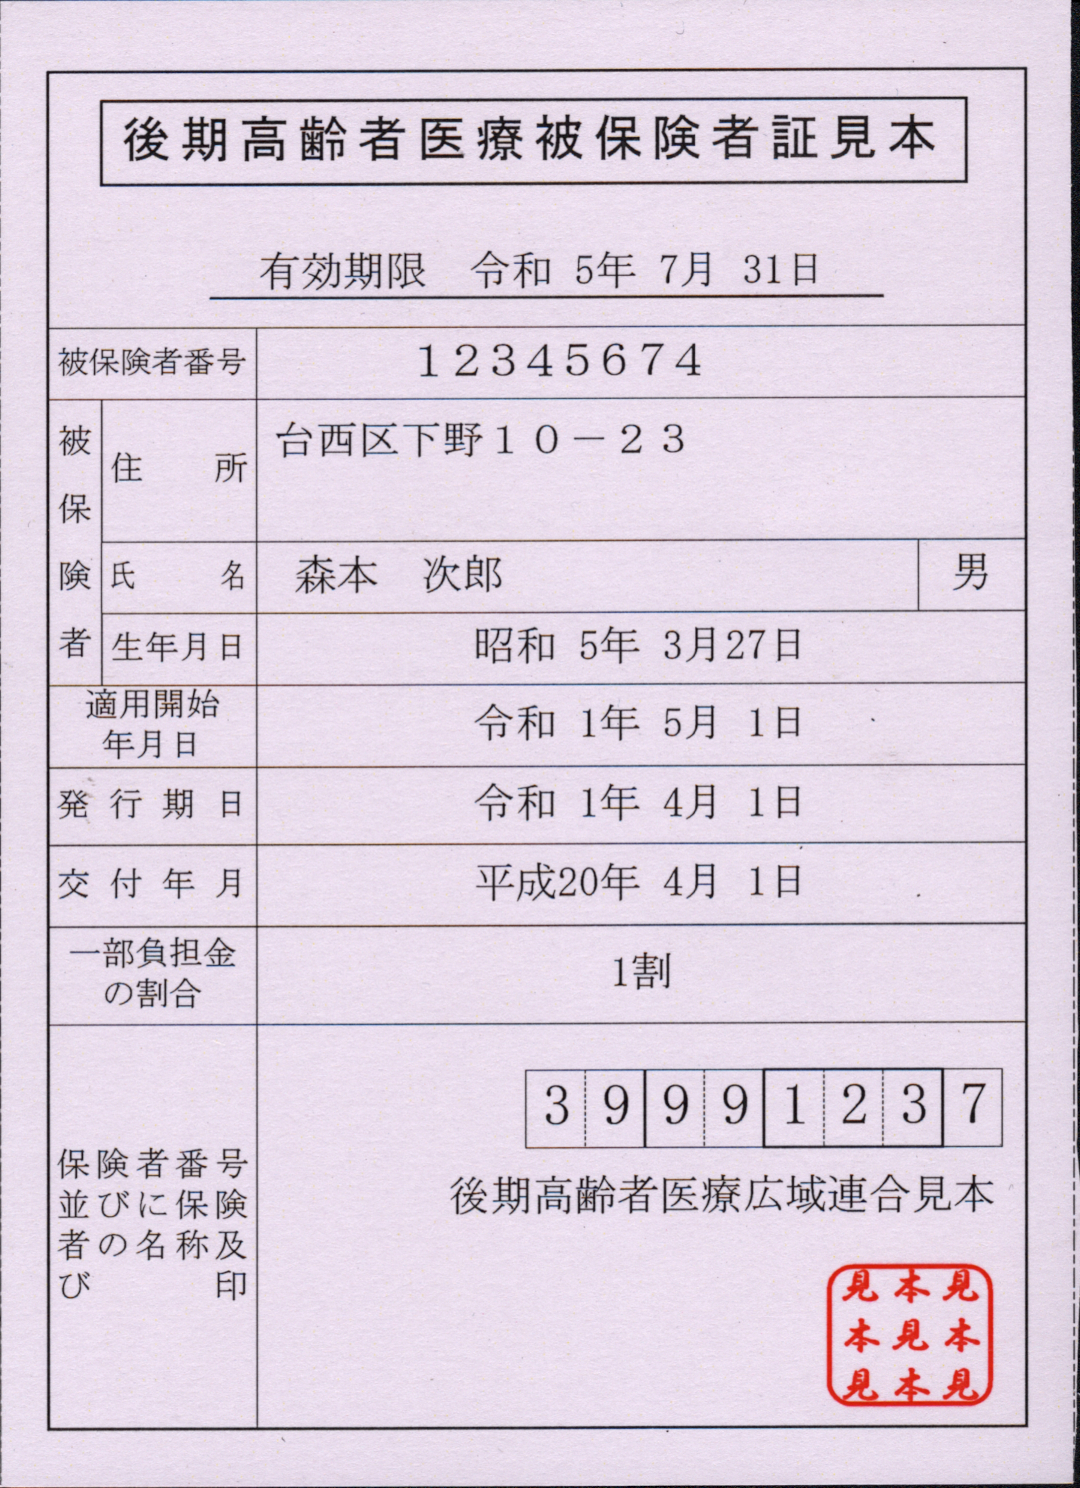 後期高齢者医療被保険者証見本
有効期限　令和 5年 7月 31日
被保険者番号　１２３４５６７４
被保険者
住所　台西区下野１０－２３
氏名　森本　次郎　男
生年月日　昭和 5年 3月27日
適用開始
年月日　令和 1年 5月 1日
発行期日　令和 1年 4月 1日
交付年月　平成20年 4月 1日
一部負担金
の割合　1割
39991237
保険者番号
並びに保険
者の名称及
び印
後期高齢者医療広域連合見本
見本見
本見本
見本見